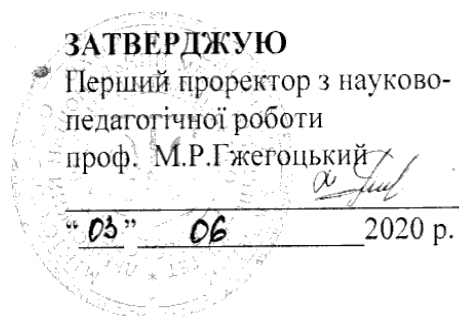 ЗАТВЕРДЖУЮ
Перший проректор з науково-
педагогічної роботи
проф. М.Р.Гжегоцький
“03” 06 2020 р.